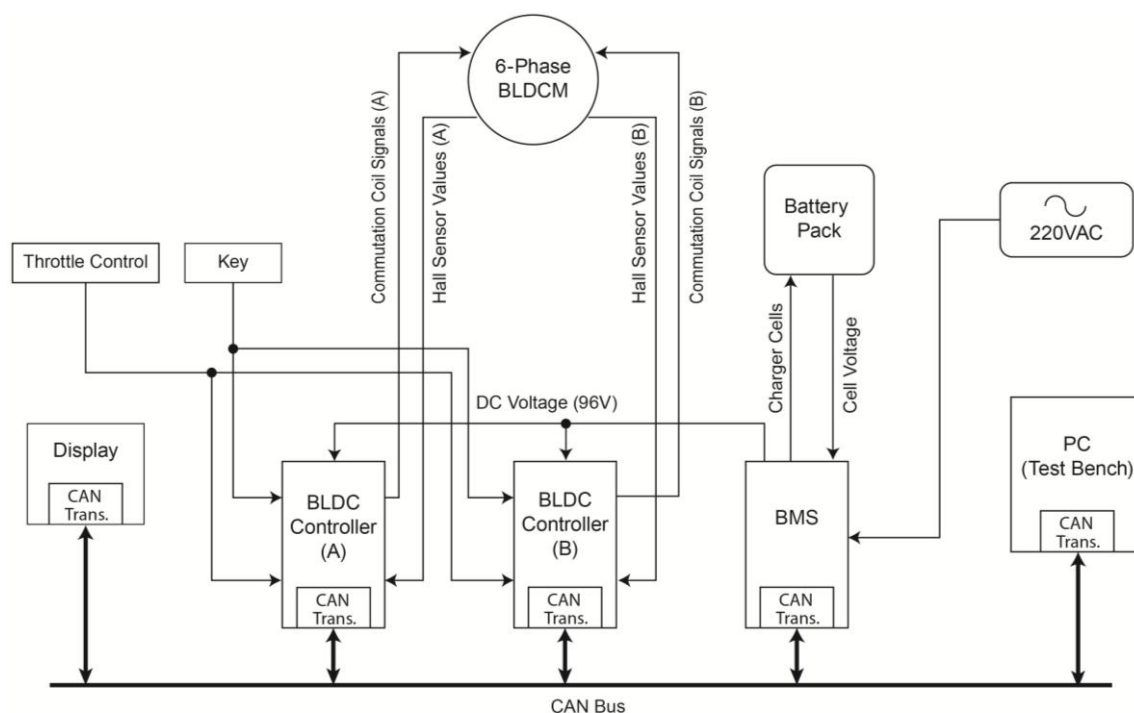 6-Phase
BLDCM
Commutation Coil Signals (A)
Hall Sensor Values (A)
Hall Sensor Values (B)
Commutation Coil Signals (B)
Battery
Pack
220VAC
Throttle Control
Key
Charger Cells
Cell Voltage
DC Voltage (96V)
Display
CAN
Trans.
BLDC
Controller
(A)
CAN
Trans.
BLDC
Controller
(B)
CAN
Trans.
BMS
CAN
Trans.
PC
(Test Bench)
CAN
Trans.
CAN Bus